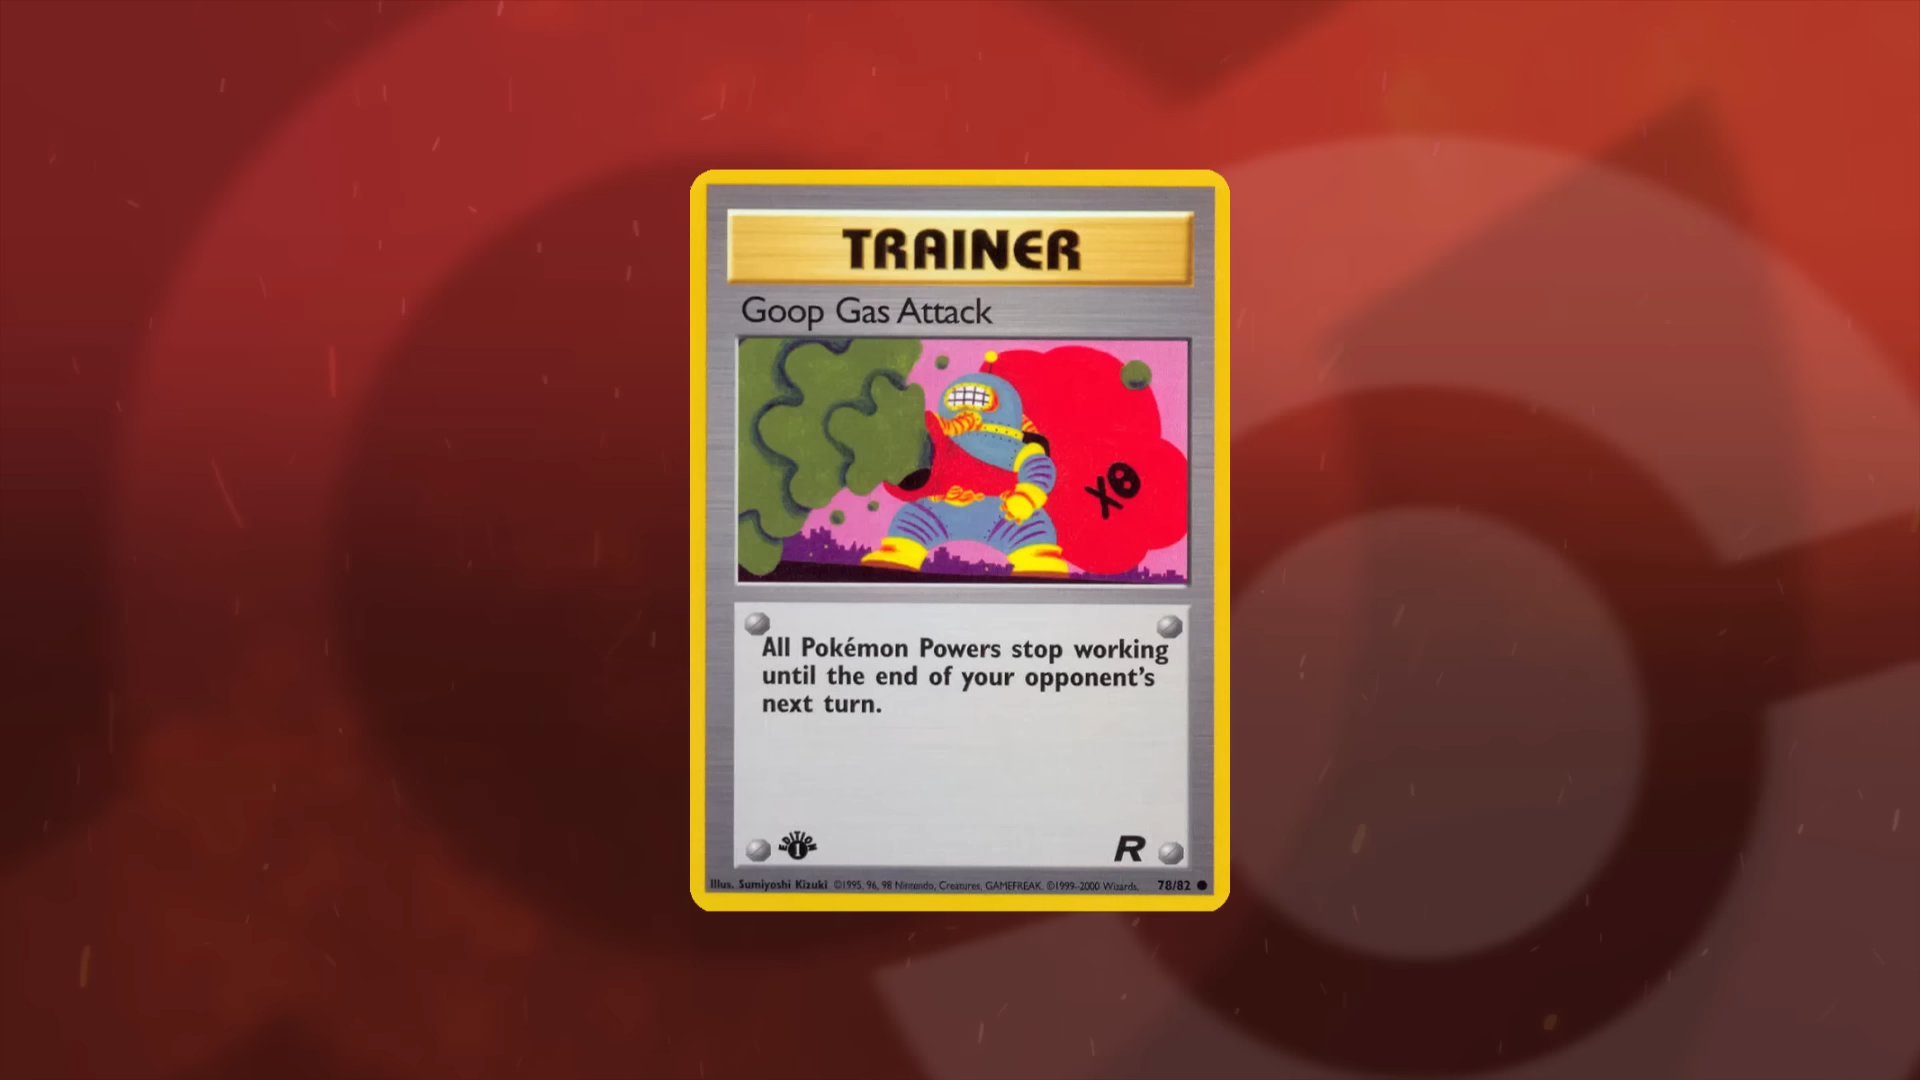 TRAINER
Goop Gas Attack
All Pokémon Powers stop working
until the end of your opponent's
next turn.
EDITION
1
R
Illus. Sumiyoshi Kizuki ©1995, 96, 98 Nintendo, Creatures, GAMEFREAK. ©1999-2000 Wizards. 78/82